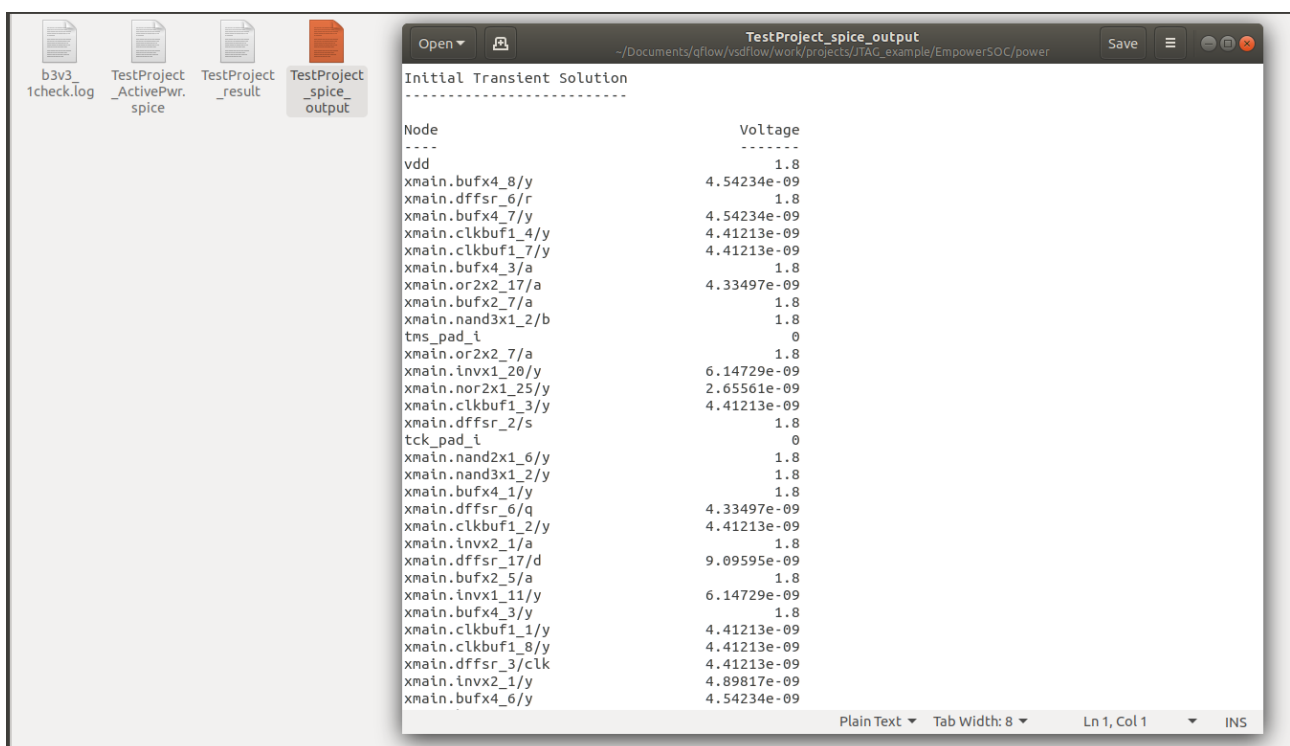 b3v3_
1check.log
TestProject
_ActivePwr.
spice
TestProject
_result
TestProject
_spice_
output
Open
TestProject_spice_output
~/Documents/qflow/vsdflow/work/projects/JTAG_example/EmpowerSOC/power
Save
Initial Transient Solution
--------------------------
Node Voltage
---- -------
vdd 1.8
xmain.bufx4_8/y 4.54234e-09
xmain.dffsr_6/r 1.8
xmain.bufx4_7/y 4.54234e-09
xmain.clkbuf1_4/y 4.41213e-09
xmain.clkbuf1_7/y 4.41213e-09
xmain.bufx4_3/a 1.8
xmain.or2x2_17/a 4.33497e-09
xmain.bufx2_7/a 1.8
xmain.nand3x1_2/b 1.8
tms_pad_i 0
xmain.or2x2_7/a 1.8
xmain.invx1_20/y 6.14729e-09
xmain.nor2x1_25/y 2.65561e-09
xmain.clkbuf1_3/y 4.41213e-09
xmain.dffsr_2/s 1.8
tck_pad_i 0
xmain.nand2x1_6/y 1.8
xmain.nand3x1_2/y 1.8
xmain.bufx4_1/y 1.8
xmain.dffsr_6/q 4.33497e-09
xmain.clkbuf1_2/y 4.41213e-09
xmain.invx2_1/a 1.8
xmain.dffsr_17/d 9.09595e-09
xmain.bufx2_5/a 1.8
xmain.invx1_11/y 6.14729e-09
xmain.bufx4_3/y 1.8
xmain.clkbuf1_1/y 4.41213e-09
xmain.clkbuf1_8/y 4.41213e-09
xmain.dffsr_3/clk 4.41213e-09
xmain.invx2_1/y 4.89817e-09
xmain.bufx4_6/y 4.54234e-09
Plain Text Tab Width: 8 Ln 1, Col 1 INS